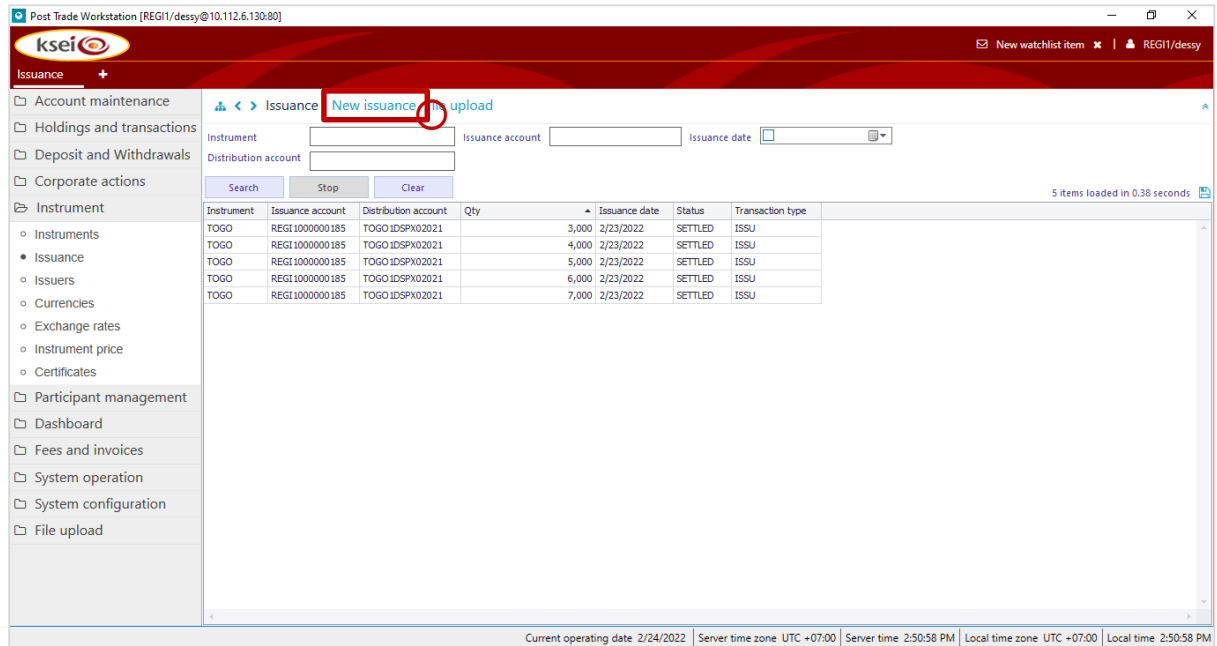 Post Trade Workstation [REGI1/dessy@10.112.6.130:80]
ksei
New watchlist item | REGI1/dessy
Issuance +
Account maintenance
Holdings and transactions
Deposit and Withdrawals
Corporate actions
Instrument
Instruments
Issuance
Issuers
Currencies
Exchange rates
Instrument price
Certificates
Participant management
Dashboard
Fees and invoices
System operation
System configuration
File upload
Issuance New issuance File upload
Instrument Issuance account Issuance date
Distribution account
Search Stop Clear
5 items loaded in 0.38 seconds
Instrument Issuance account Distribution account Qty Issuance date Status Transaction type
TOGO REGI1000000185 TOGO1DSPX02021 3,000 2/23/2022 SETTLED ISSU
TOGO REGI1000000185 TOGO1DSPX02021 4,000 2/23/2022 SETTLED ISSU
TOGO REGI1000000185 TOGO1DSPX02021 5,000 2/23/2022 SETTLED ISSU
TOGO REGI1000000185 TOGO1DSPX02021 6,000 2/23/2022 SETTLED ISSU
TOGO REGI1000000185 TOGO1DSPX02021 7,000 2/23/2022 SETTLED ISSU
Current operating date 2/24/2022 Server time zone UTC +07:00 Server time 2:50:58 PM Local time zone UTC +07:00 Local time 2:50:58 PM